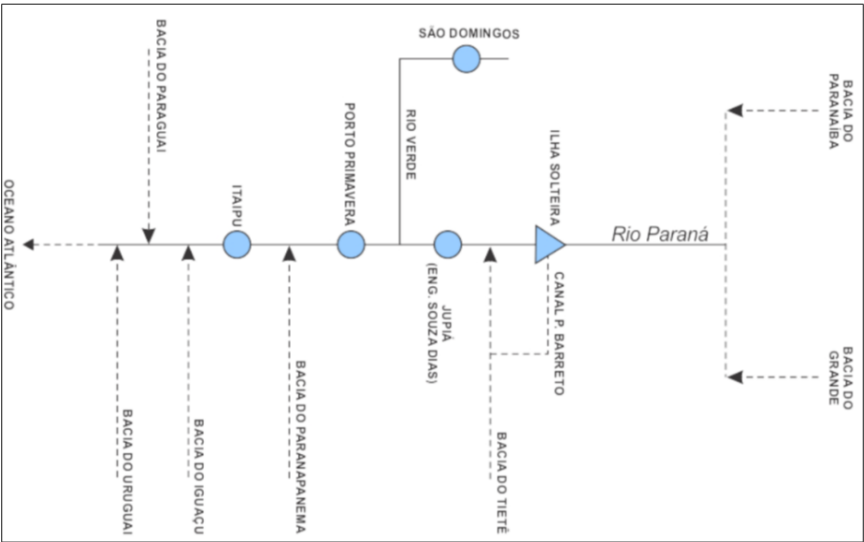 SÃO DOMINGOS
BACIA DO PARAGUAI
BACIA DO
PARANAÍBA
PORTO PRIMAVERA
RIO VERDE
ILHA SOLTEIRA
ITAIPU
Rio Paraná
OCEANO ATLÂNTICO
JUPIÁ
(ENG. SOUZA DIAS)
CANAL P. BARRETO
BACIA DO
GRANDE
BACIA DO PARANAPANEMA
BACIA DO URUGUAI
BACIA DO IGUAÇU
BACIA DO TIETÊ